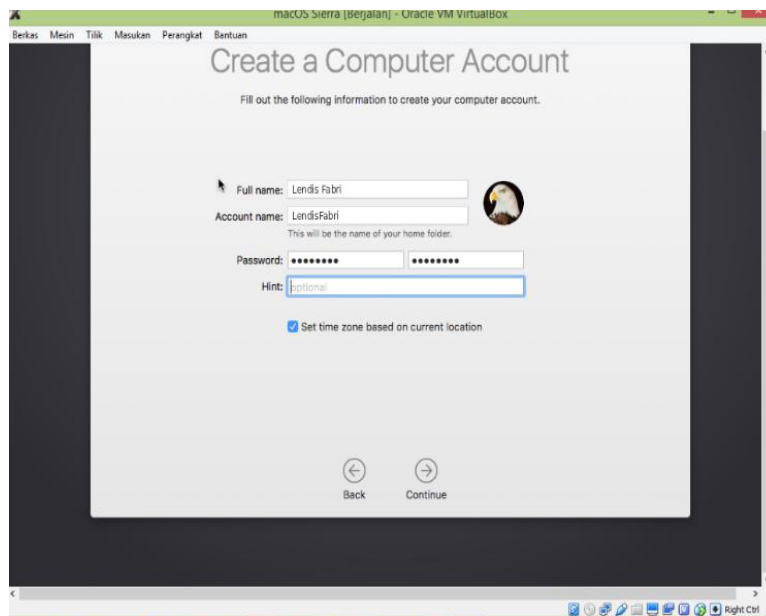 macOS Sierra [Berjalan] - Oracle VM VirtualBox
Berkas Mesin Tilik Masukan Perangkat Bantuan
Create a Computer Account
Fill out the following information to create your computer account.
Full name: Lendis Fabri
Account name: LendisFabri
This will be the name of your home folder.
Password: •••••••• ••••••••
Hint: optional
Set time zone based on current location
Back Continue
Right Ctrl